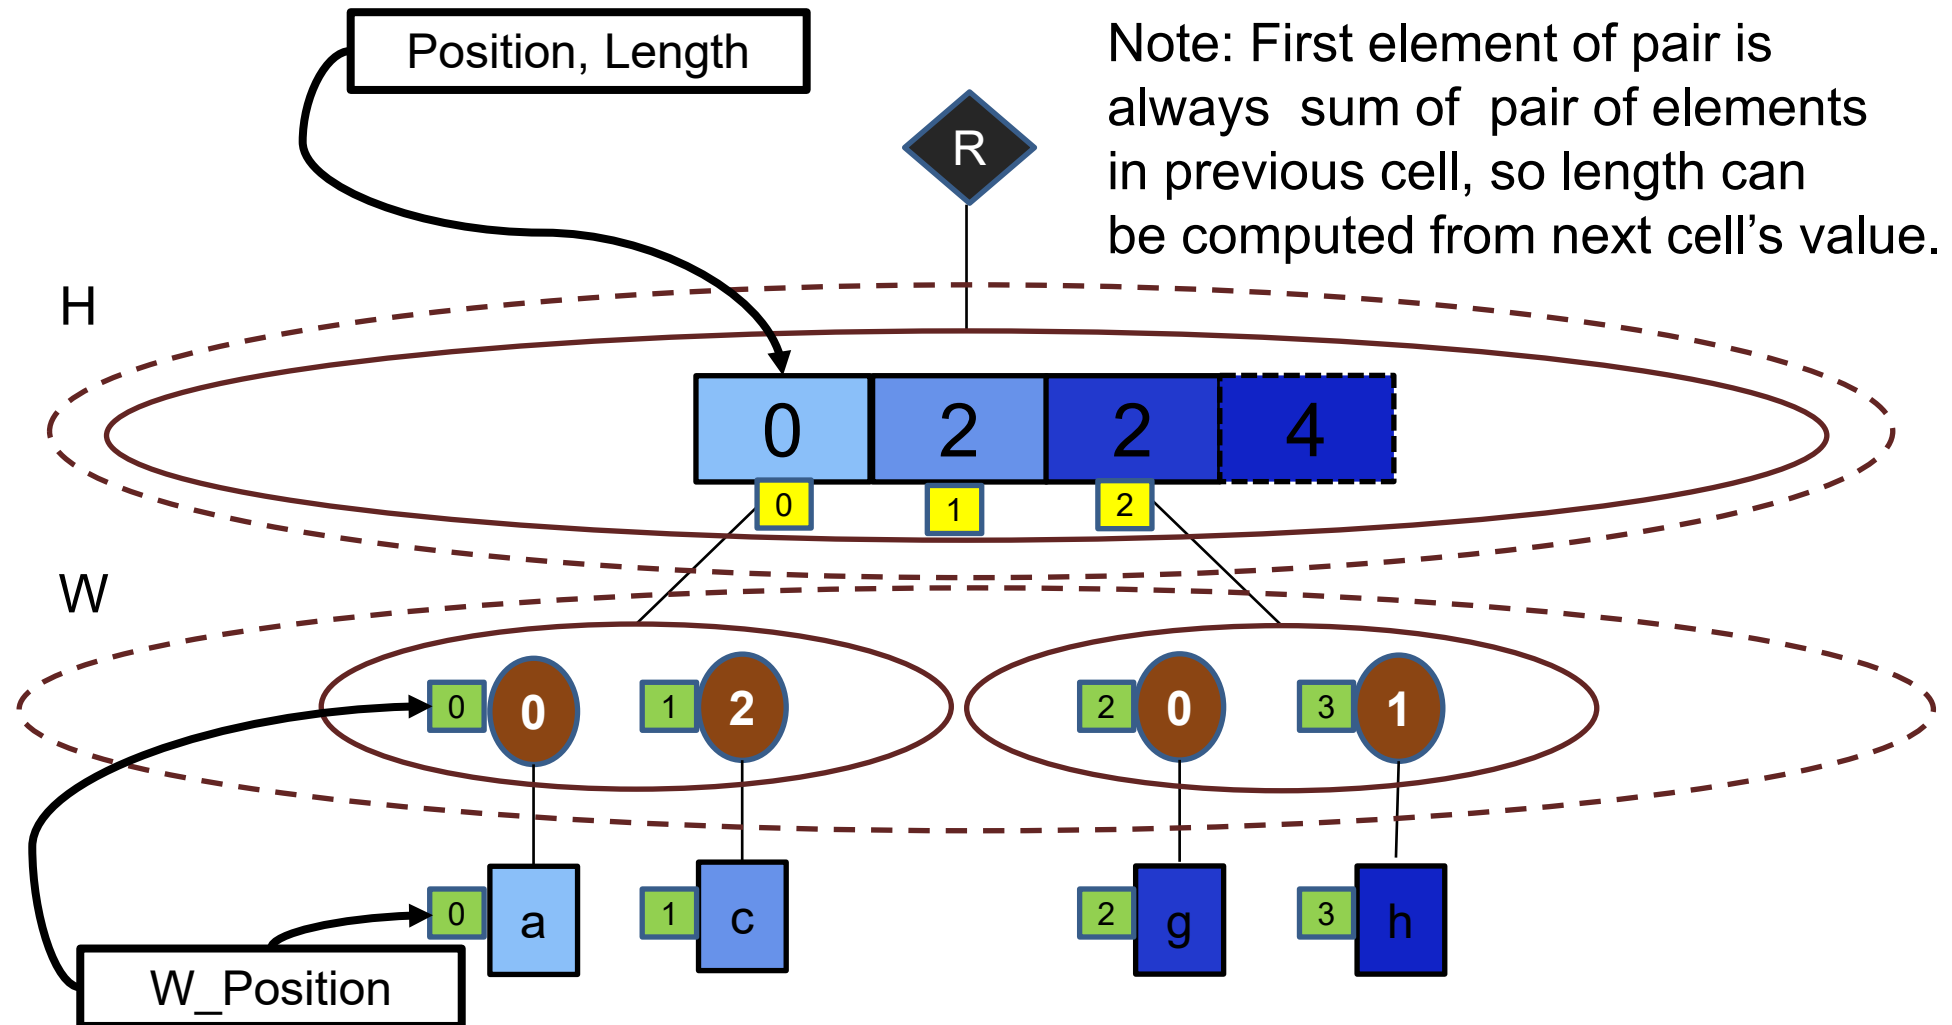 Position, Length
Note: First element of pair is
always sum of pair of elements
in previous cell, so length can
be computed from next cell’s value.
R
H
0 2 2 4
0 1 2
W
0 0 1 2 2 0 3 1
0 a 1 c 2 g 3 h
W_Position